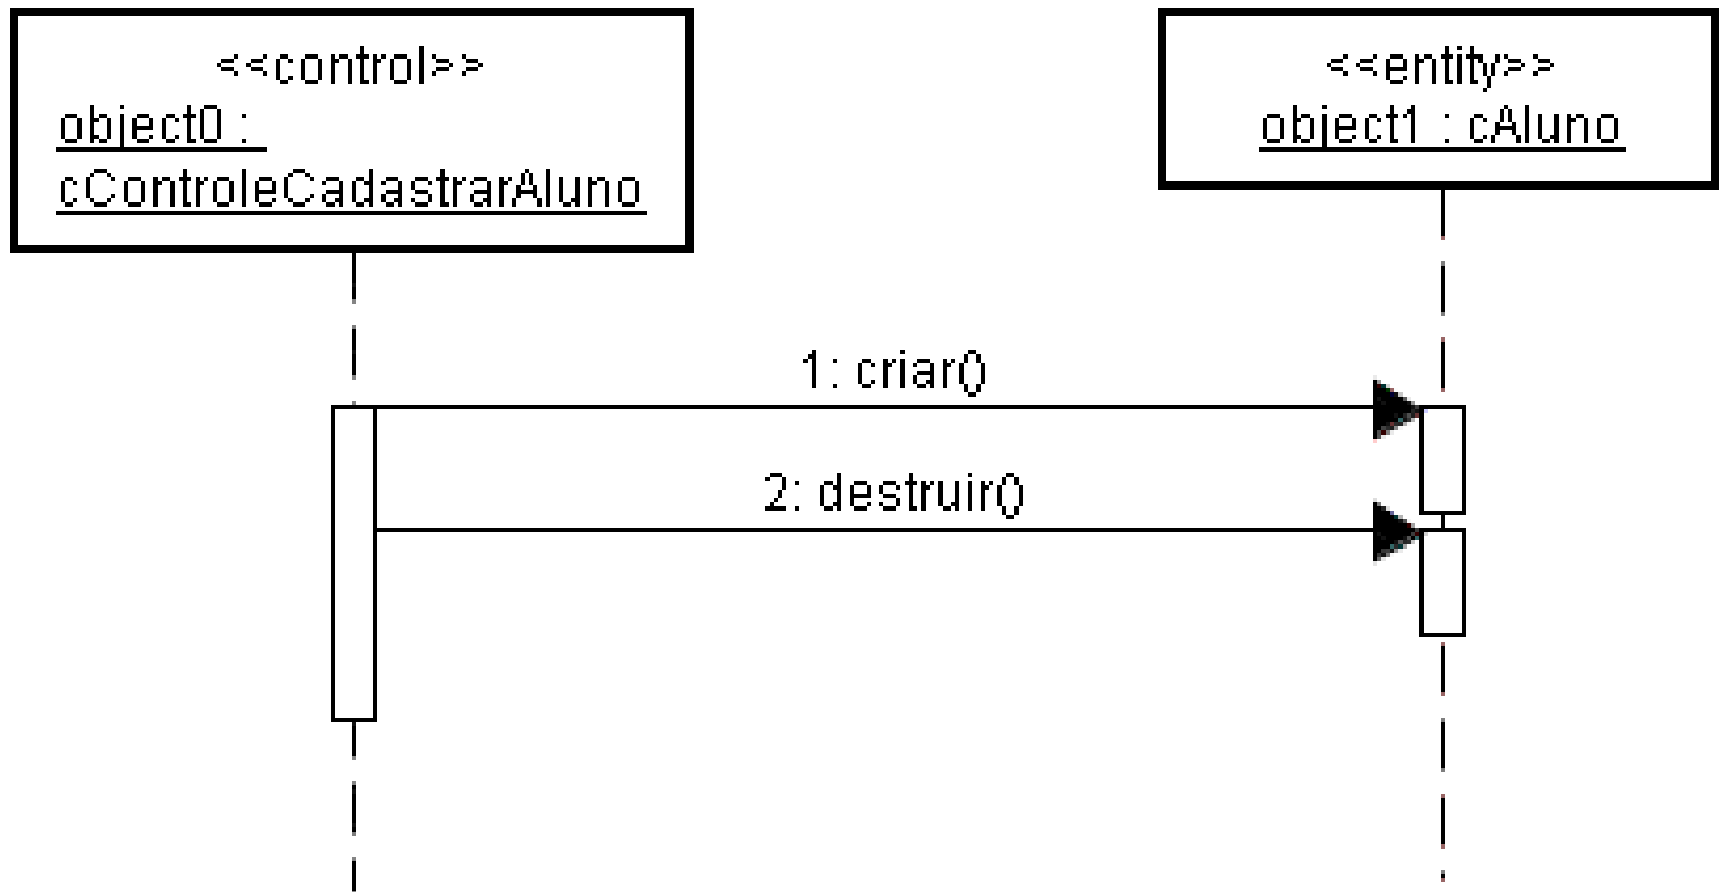 <<control>>
object0 :
cControleCadastrarAluno
<<entity>>
object1 : cAluno
1: criar()
2: destruir()